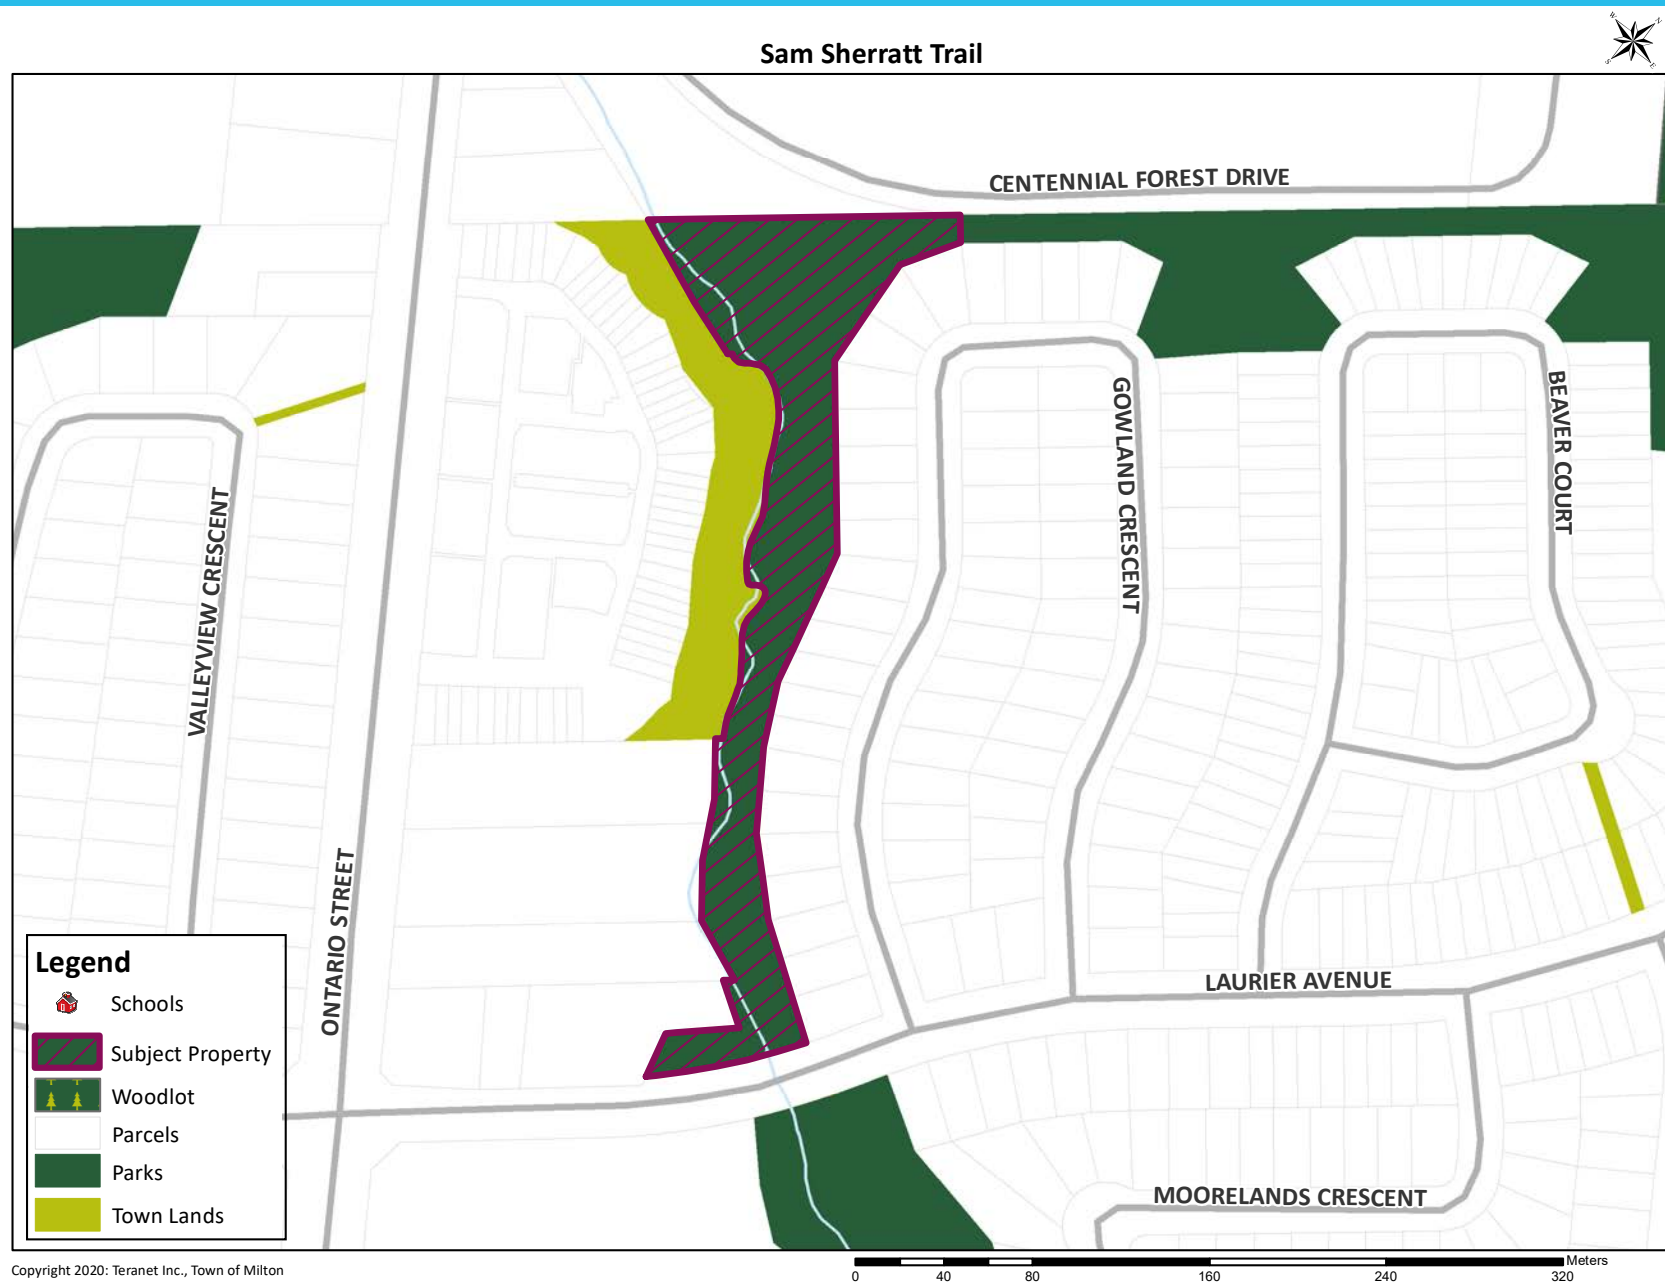 Sam Sherratt Trail
W
N
S
E
CENTENNIAL FOREST DRIVE
GOWLAND CRESCENT
BEAVER COURT
VALLEYVIEW CRESCENT
ONTARIO STREET
LAURIER AVENUE
MOORELANDS CRESCENT
Legend
Schools
Subject Property
Woodlot
Parcels
Parks
Town Lands
Copyright 2020: Teranet Inc., Town of Milton
Meters
0 40 80 160 240 320